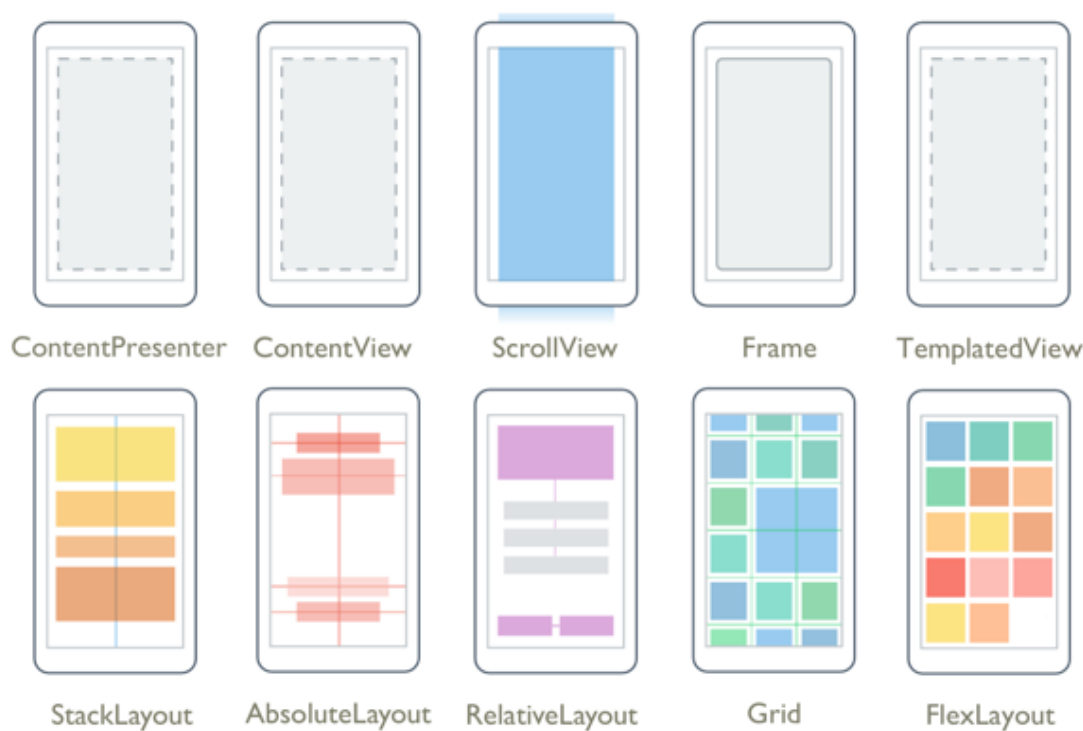 ContentPresenter ContentView ScrollView Frame TemplatedView
StackLayout AbsoluteLayout RelativeLayout Grid FlexLayout